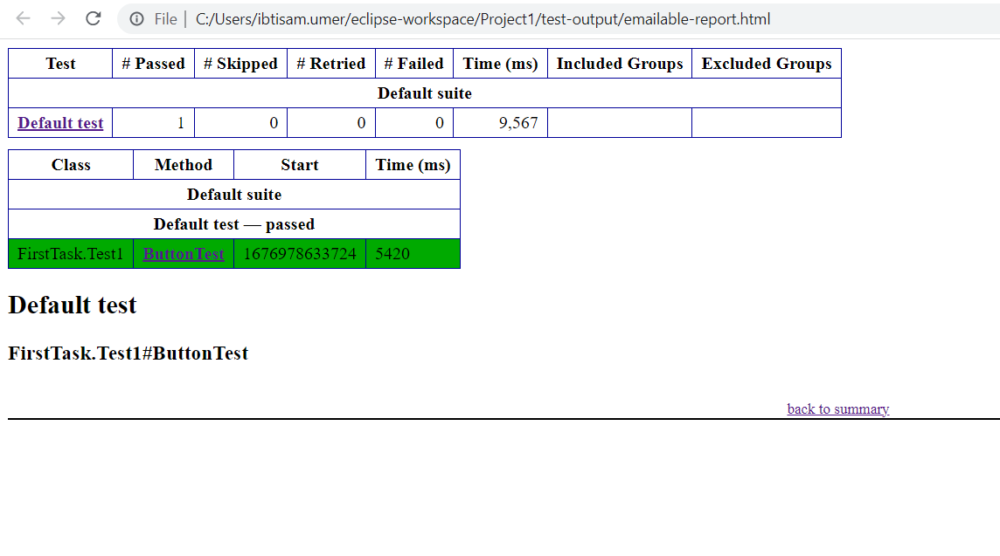 File | C:/Users/ibtisam.umer/eclipse-workspace/Project1/test-output/emailable-report.html
Test # Passed # Skipped # Retried # Failed Time (ms) Included Groups Excluded Groups
Default suite
Default test 1 0 0 0 9,567
Class Method Start Time (ms)
Default suite
Default test — passed
FirstTask.Test1 ButtonTest 1676978633724 5420
Default test
FirstTask.Test1#ButtonTest
back to summary